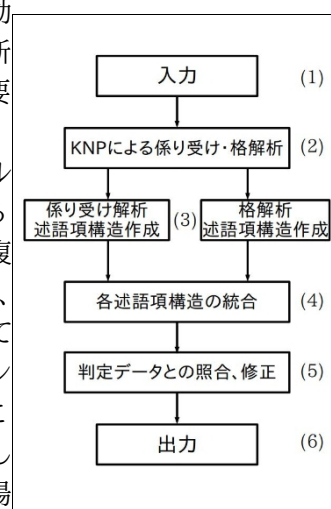 入力 (1)
KNPによる係り受け・格解析 (2)
係り受け解析
述語項構造作成
(3)
格解析
述語項構造作成
各述語項構造の統合 (4)
判定データとの照合、修正 (5)
出力 (6)